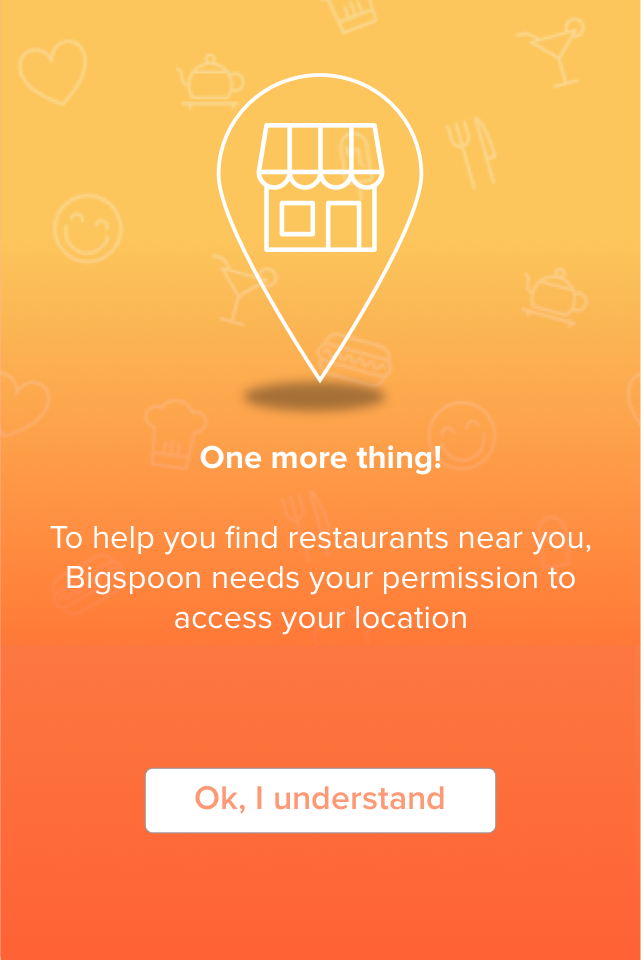 One more thing!
To help you find restaurants near you,
Bigspoon needs your permission to
access your location
Ok, I understand